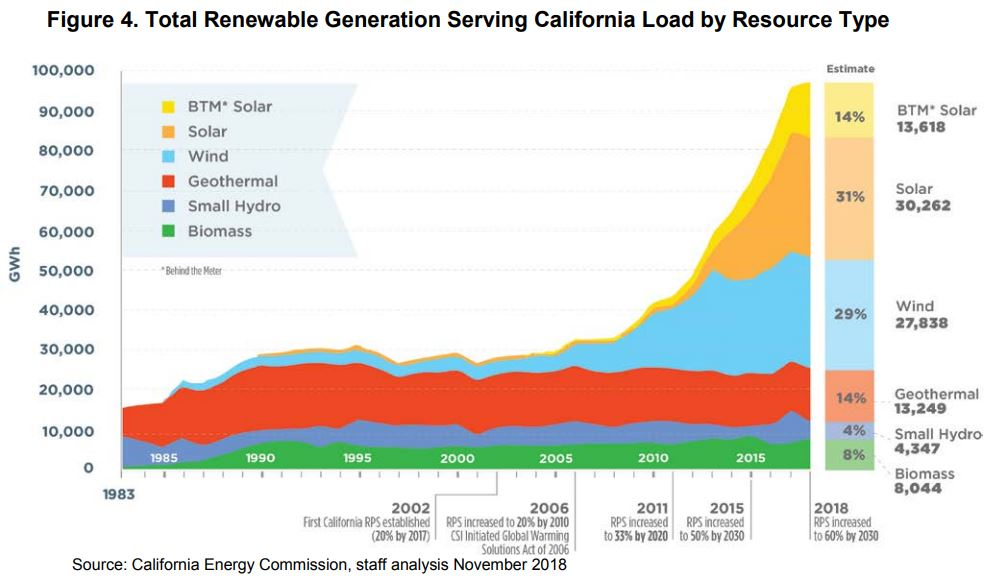 Figure 4. Total Renewable Generation Serving California Load by Resource Type
100,000
90,000
80,000
70,000
60,000
50,000
40,000
30,000
20,000
10,000
0
GWh
BTM* Solar
Solar
Wind
Geothermal
Small Hydro
Biomass
* Behind the Meter
1983
1985
1990
1995
2000
2005
2010
2015
Estimate
14%
31%
29%
14%
4%
8%
BTM* Solar
13,618
Solar
30,262
Wind
27,838
Geothermal
13,249
Small Hydro
4,347
Biomass
8,044
2002
First California RPS established
(20% by 2017)
2006
RPS increased to 20% by 2010
CSI Initiated Global Warming
Solutions Act of 2006
2011
RPS increased
to 33% by 2020
2015
RPS increased
to 50% by 2030
2018
RPS increased
to 60% by 2030
Source: California Energy Commission, staff analysis November 2018